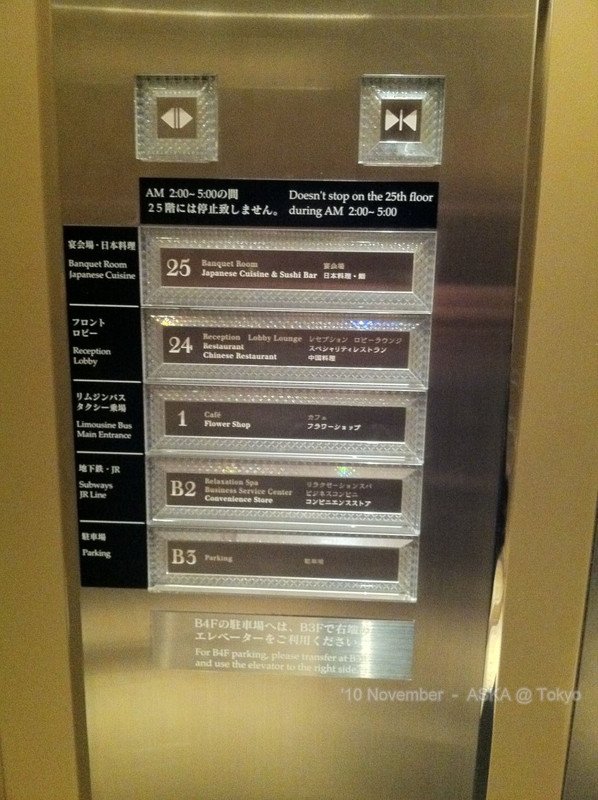 AM 2:00~5:00の間
25階には停止致しません。
Doesn't stop on the 25th floor
during AM 2:00~5:00
宴会場・日本料理
Banquet Room
Japanese Cuisine
25
Banquet Room
Japanese Cuisine & Sushi Bar
宴会場
日本料理・鮨
フロント
ロビー
Reception
Lobby
24
Reception Lobby Lounge
Restaurant
Chinese Restaurant
レセプション ロビーラウンジ
スペシャリティレストラン
中国料理
リムジンバス
タクシー乗場
Limousine Bus
Main Entrance
1
Café
Flower Shop
カフェ
フラワーショップ
地下鉄・JR
Subways
JR Line
B2
Relaxation Spa
Business Service Center
Convenience Store
リラクゼーションスパ
ビジネスコンビニ
コンビニエンスストア
駐車場
Parking
B3
Parking
駐車場
B4Fの駐車場へは、B3Fで右端の
エレベーターをご利用ください。
For B4F parking, please transfer at B3F
and use the elevator to the right side.
'10 November - ASKA @ Tokyo